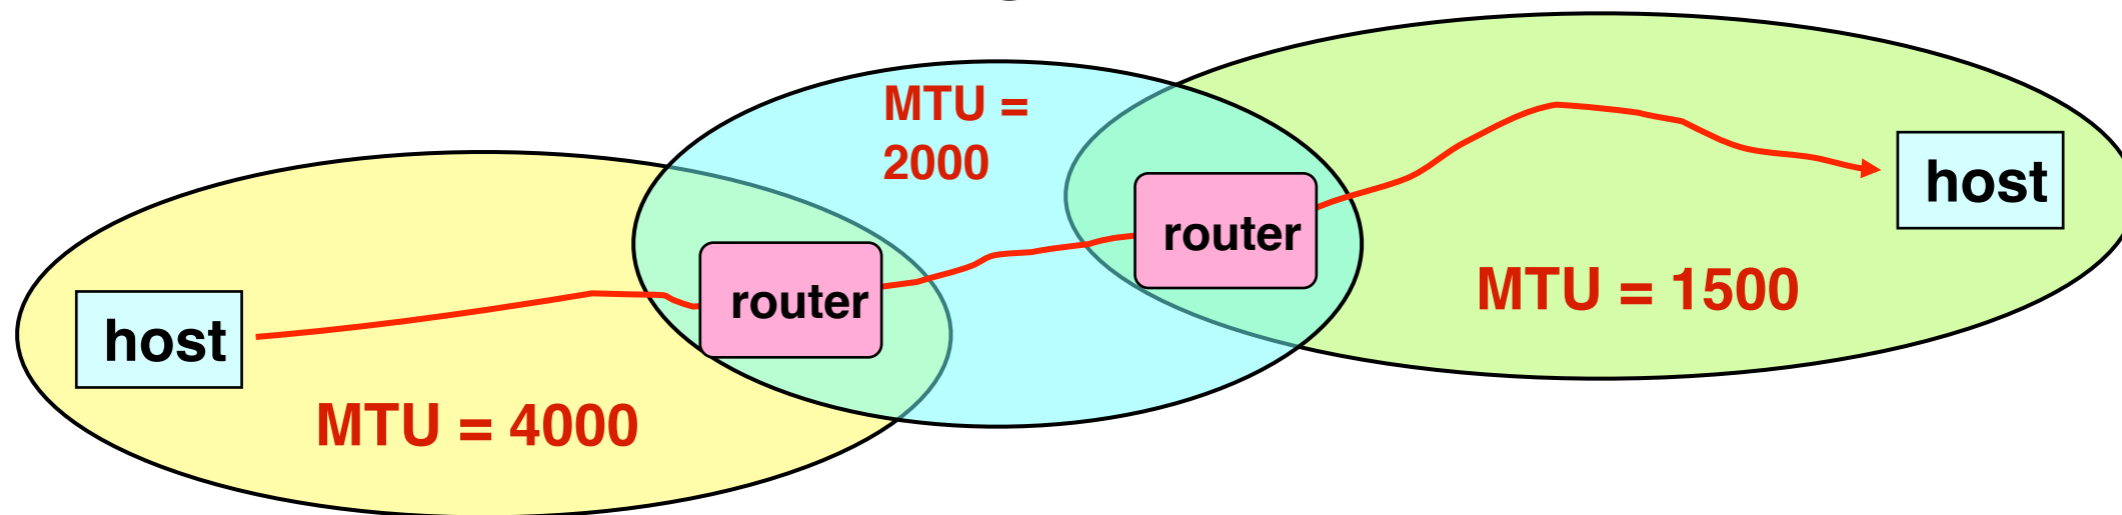 MTU =
2000
host
router
router
host
MTU = 1500
MTU = 4000